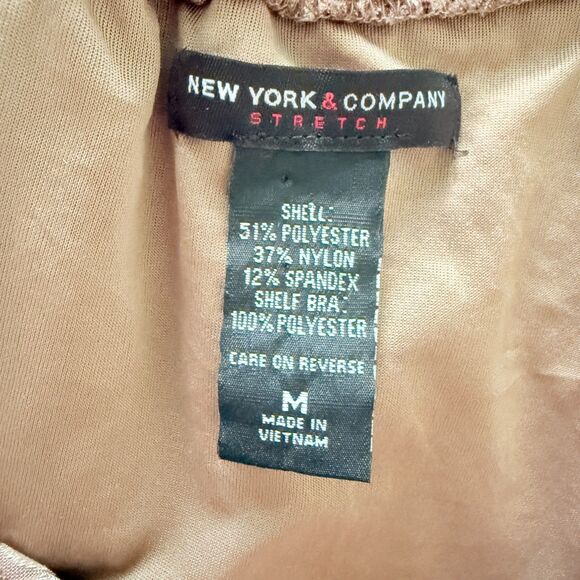 NEW YORK & COMPANY
STRETCH
SHELL:
51% POLYESTER
37% NYLON
12% SPANDEX
SHELF BRA:
100% POLYESTER
CARE ON REVERSE
M
MADE IN
VIETNAM